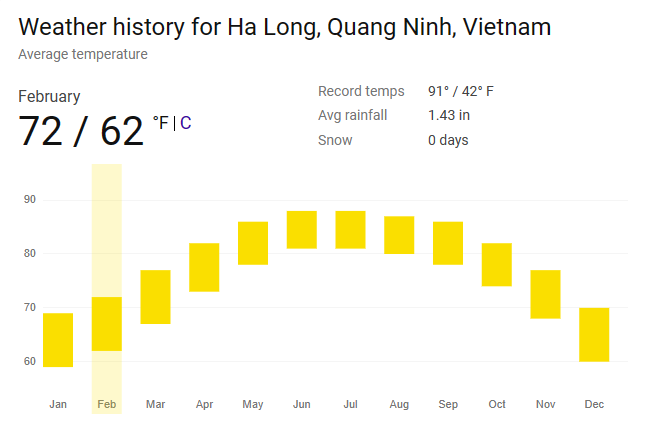 Weather history for Ha Long, Quang Ninh, Vietnam
Average temperature
February
72 / 62 °F | C
Record temps 91° / 42° F
Avg rainfall 1.43 in
Snow 0 days
90
80
70
60
Jan Feb Mar Apr May Jun Jul Aug Sep Oct Nov Dec